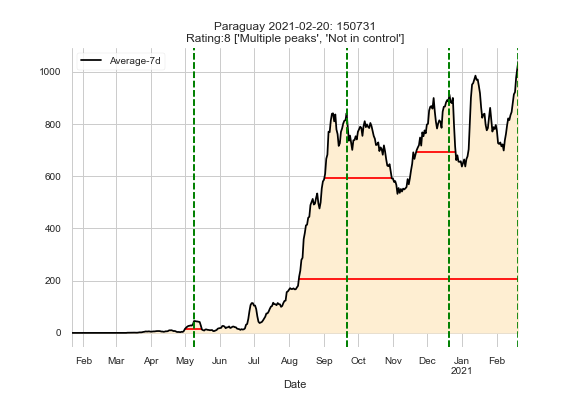 Paraguay 2021-02-20: 150731
Rating:8 ['Multiple peaks', 'Not in control']
Average-7d
1000
800
600
400
200
0
Feb Mar Apr May Jun Jul Aug Sep Oct Nov Dec Jan Feb
2021
Date